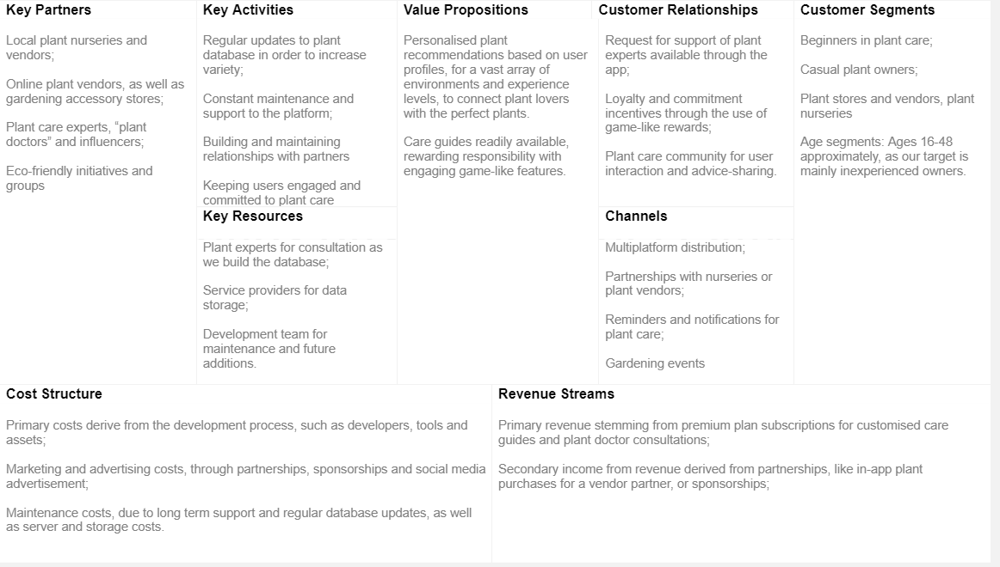 Key Partners
Local plant nurseries and
vendors;
Online plant vendors, as well as
gardening accessory stores;
Plant care experts, “plant
doctors” and influencers;
Eco-friendly initiatives and
groups
Key Activities
Regular updates to plant
database in order to increase
variety;
Constant maintenance and
support to the platform;
Building and maintaining
relationships with partners
Keeping users engaged and
committed to plant care
Key Resources
Plant experts for consultation as
we build the database;
Service providers for data
storage;
Development team for
maintenance and future
additions.
Value Propositions
Personalised plant
recommendations based on user
profiles, for a vast array of
environments and experience
levels, to connect plant lovers
with the perfect plants.
Care guides readily available,
rewarding responsibility with
engaging game-like features.
Customer Relationships
Request for support of plant
experts available through the
app;
Loyalty and commitment
incentives through the use of
game-like rewards;
Plant care community for user
interaction and advice-sharing.
Channels
Multiplatform distribution;
Partnerships with nurseries or
plant vendors;
Reminders and notifications for
plant care;
Gardening events
Customer Segments
Beginners in plant care;
Casual plant owners;
Plant stores and vendors, plant
nurseries
Age segments: Ages 16-48
approximately, as our target is
mainly inexperienced owners.
Cost Structure
Primary costs derive from the development process, such as developers, tools and
assets;
Marketing and advertising costs, through partnerships, sponsorships and social media
advertisement;
Maintenance costs, due to long term support and regular database updates, as well
as server and storage costs.
Revenue Streams
Primary revenue stemming from premium plan subscriptions for customised care
guides and plant doctor consultations;
Secondary income from revenue derived from partnerships, like in-app plant
purchases for a vendor partner, or sponsorships;